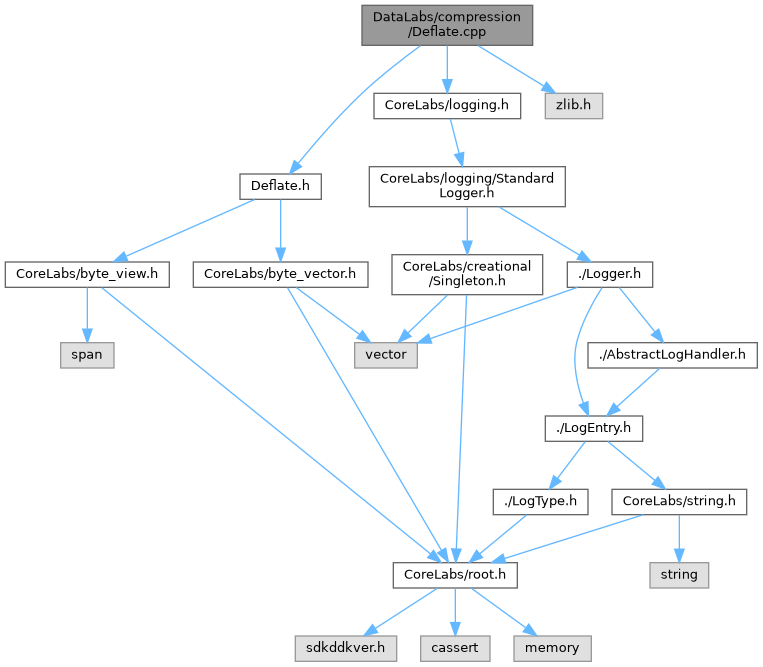 DataLabs/compression
/Deflate.cpp
CoreLabs/logging.h
zlib.h
CoreLabs/logging/Standard
Logger.h
Deflate.h
CoreLabs/byte_view.h
CoreLabs/byte_vector.h
CoreLabs/creational
/Singleton.h
./Logger.h
span
vector
./AbstractLogHandler.h
./LogEntry.h
./LogType.h
CoreLabs/string.h
CoreLabs/root.h
string
sdkddkver.h
cassert
memory